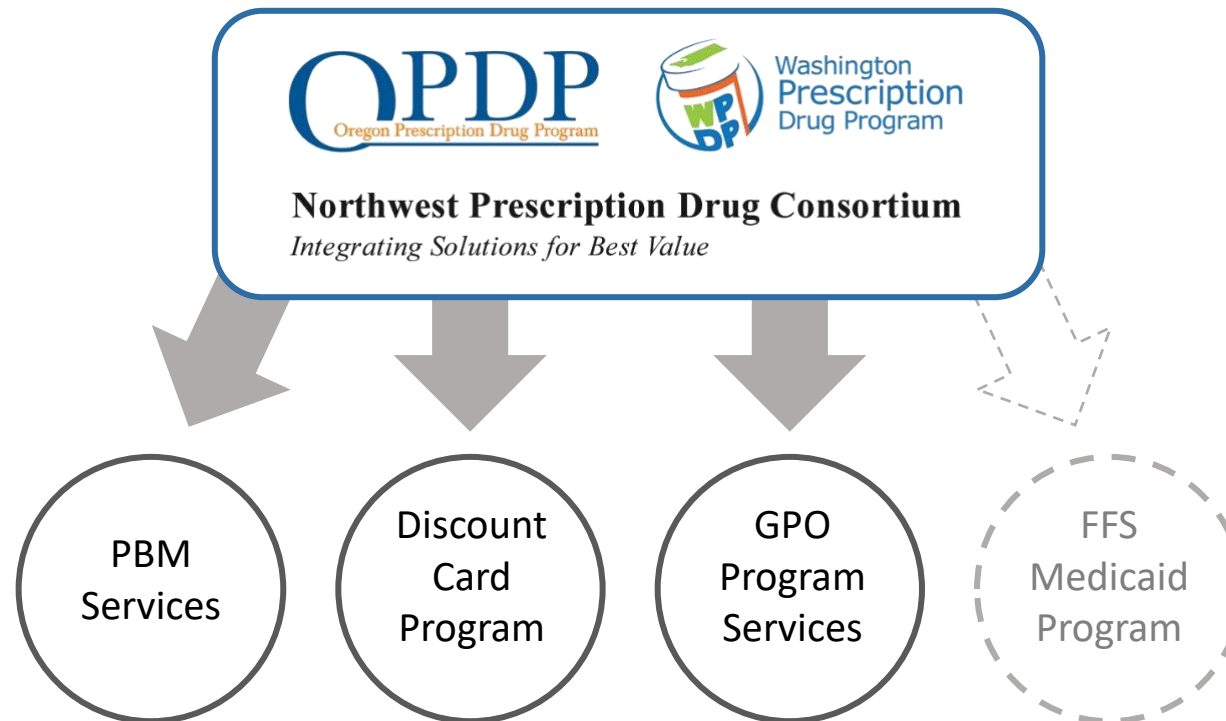 OPDP
Oregon Prescription Drug Program
WPDP
Washington
Prescription
Drug Program
Northwest Prescription Drug Consortium
Integrating Solutions for Best Value
PBM
Services
Discount
Card
Program
GPO
Program
Services
FFS
Medicaid
Program